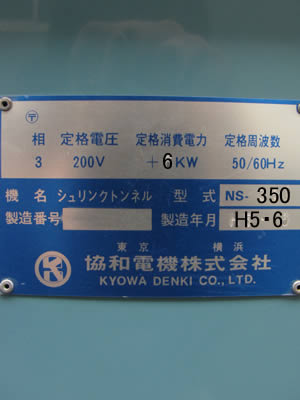 〒
相 定格電圧 定格消費電力 定格周波数
3 200V +6KW 50/60Hz
機名 シュリンクトンネル 型式 NS-350
製造番号 製造年月 H5・6
東京 横浜
協和電機株式会社
KYOWA DENKI CO., LTD.